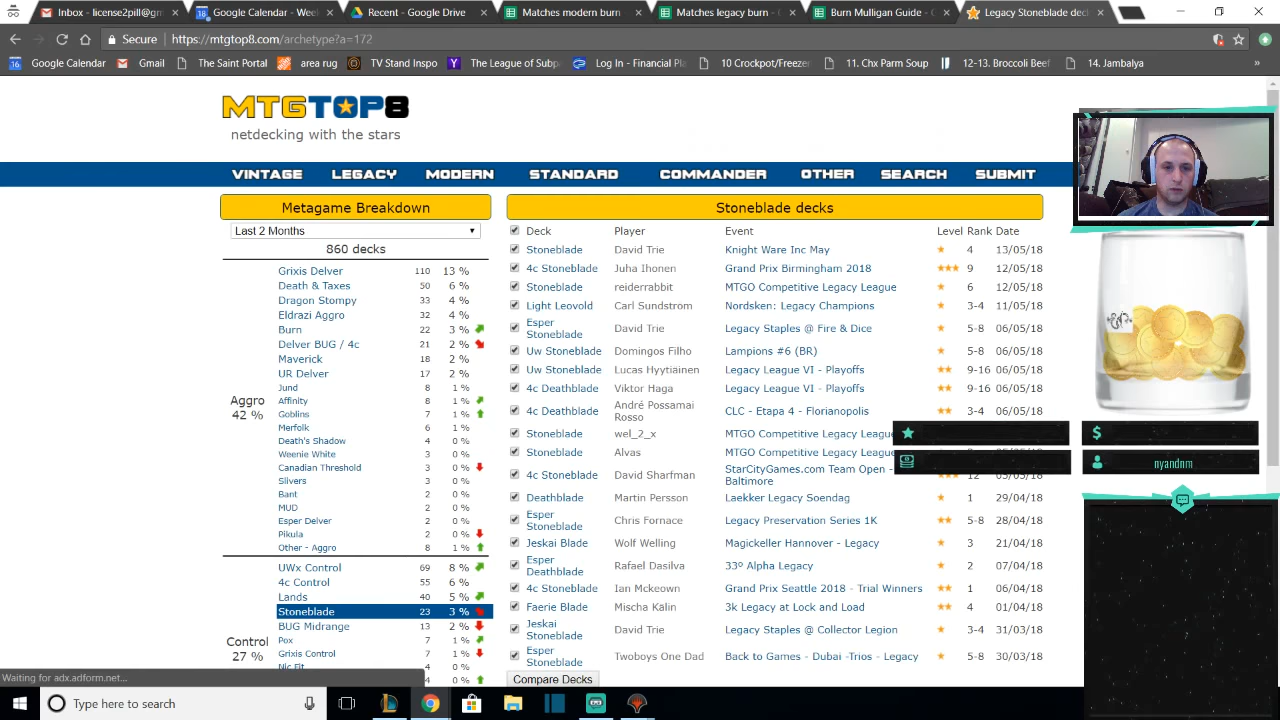 Inbox - license2pill@gm
Google Calendar - Week
Recent - Google Drive
Matches modern burn
Matches legacy burn -
Burn Mulligan Guide -
Legacy Stoneblade deck
Secure https://mtgtop8.com/archetype?a=172
Google Calendar
Gmail
The Saint Portal
area rug
TV Stand Inspo
The League of Subpa
Log In - Financial Pla
10 Crockpot/Freezer
11. Chx Parm Soup
12-13. Broccoli Beef
14. Jambalya
MTGTOP8
netdecking with the stars
VINTAGE LEGACY MODERN STANDARD COMMANDER OTHER SEARCH SUBMIT
Metagame Breakdown
Last 2 Months
860 decks
Aggro
42 %
Grixis Delver 110 13 %
Death & Taxes 50 6 %
Dragon Stompy 33 4 %
Eldrazi Aggro 32 4 %
Burn 22 3 %
Delver BUG / 4c 21 2 %
Maverick 18 2 %
UR Delver 17 2 %
Jund 8 1 %
Affinity 8 1 %
Goblins 7 1 %
Merfolk 6 1 %
Death's Shadow 4 0 %
Weenie White 3 0 %
Canadian Threshold 3 0 %
Slivers 3 0 %
Bant 2 0 %
MUD 2 0 %
Esper Delver 2 0 %
Pikula 2 0 %
Other - Aggro 8 1 %
Control
27 %
UWx Control 69 8 %
4c Control 55 6 %
Lands 40 5 %
Stoneblade 23 3 %
BUG Midrange 13 2 %
Pox 7 1 %
Grixis Control 7 1 %
Nic Fit 4 0 %
4 0 %
Stoneblade decks
Deck Player Event Level Rank Date
Stoneblade David Trie Knight Ware Inc May 4 13/05/18
4c Stoneblade Juha Ihonen Grand Prix Birmingham 2018 9 12/05/18
Stoneblade reiderrabbit MTGO Competitive Legacy League 6 12/05/18
Light Leovold Carl Sundström Nordsken: Legacy Champions 3-4 11/05/18
Esper
Stoneblade David Trie Legacy Staples @ Fire & Dice 5-8 06/05/18
Uw Stoneblade Domingos Filho Lampions #6 (BR) 5-8 06/05/18
Uw Stoneblade Lucas Hyytiäinen Legacy League VI - Playoffs 9-16 06/05/18
4c Deathblade Viktor Haga Legacy League VI - Playoffs 9-16 06/05/18
4c Deathblade André Possamai
Rosso CLC - Etapa 4 - Florianopolis 3-4 06/05/18
Stoneblade wel_2_x MTGO Competitive Legacy League
Stoneblade Alvas MTGO Competitive Legacy League
4c Stoneblade David Sharfman StarCityGames.com Team Open -
Baltimore 12
Deathblade Martin Persson Laekker Legacy Soendag 1 29/04/18
Esper
Stoneblade Chris Fornace Legacy Preservation Series 1K 5-8 28/04/18
Jeskai Blade Wolf Welling Magickeller Hannover - Legacy 3 21/04/18
Esper
Deathblade Rafael Dasilva 33º Alpha Legacy 2 07/04/18
4c Stoneblade Ian Mckeown Grand Prix Seattle 2018 - Trial Winners 1 06/04/18
Faerie Blade Mischa Kälin 3k Legacy at Lock and Load 4 01/04/18
Jeskai
Stoneblade David Trie Legacy Staples @ Collector Legion 3-4 31/03/18
Esper
Stoneblade Twoboys One Dad Back to Games - Dubai -Trios - Legacy 5-8 30/03/18
Compare Decks
$
nyandnm
Waiting for adx.adform.net...
Type here to search